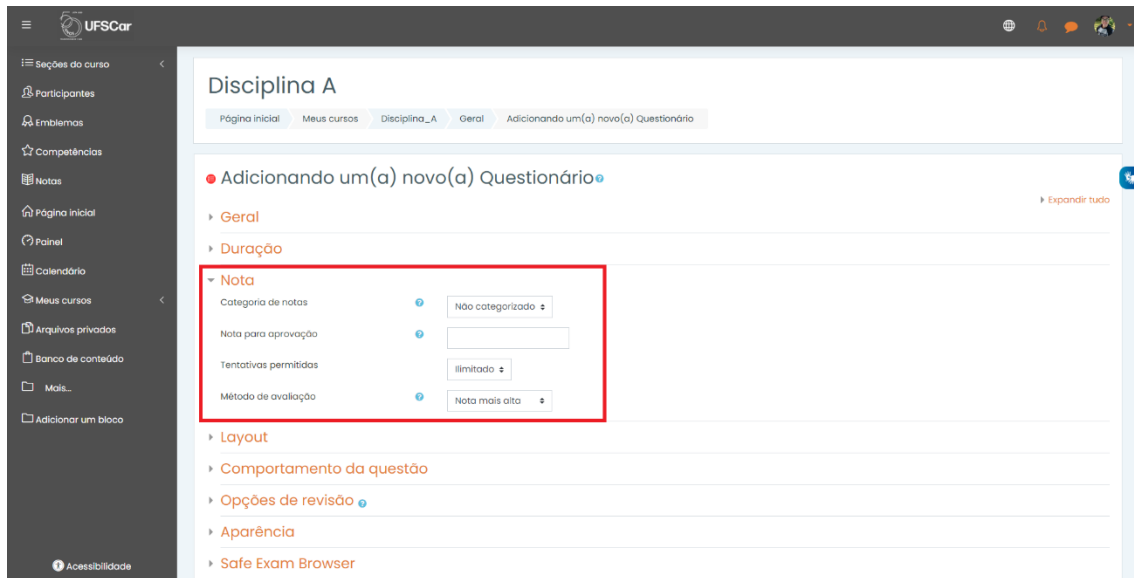 UFSCar
Seções do curso
Participantes
Emblemas
Competências
Notas
Página inicial
Painel
Calendário
Meus cursos
Arquivos privados
Banco de conteúdo
Mais...
Adicionar um bloco
Acessibilidade
Disciplina A
Página inicial Meus cursos Disciplina_A Geral Adicionando um(a) novo(a) Questionário
Adicionando um(a) novo(a) Questionário
Expandir tudo
Geral
Duração
Nota
Categoria de notas Não categorizado
Nota para aprovação
Tentativas permitidas Ilimitado
Método de avaliação Nota mais alta
Layout
Comportamento da questão
Opções de revisão
Aparência
Safe Exam Browser